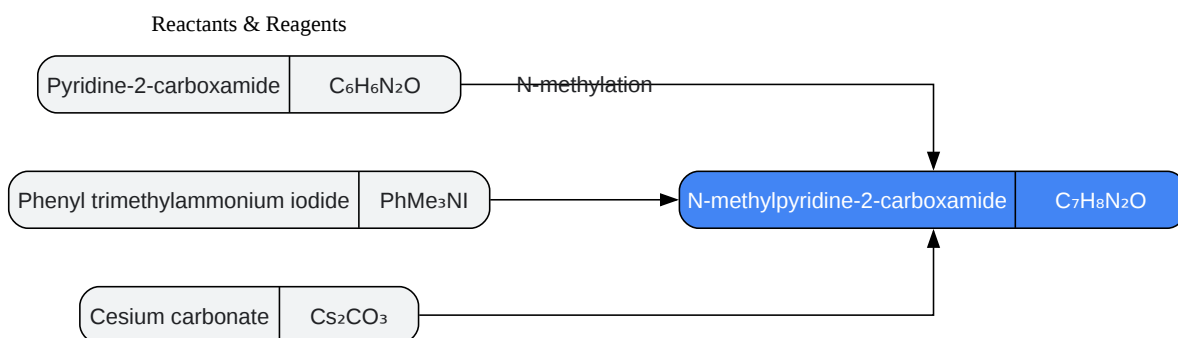 Reactants & Reagents
Pyridine-2-carboxamide C₆H₆N₂O
N-methylation
Phenyl trimethylammonium iodide PhMe₃NI
N-methylpyridine-2-carboxamide C₇H₈N₂O
Cesium carbonate Cs₂CO₃